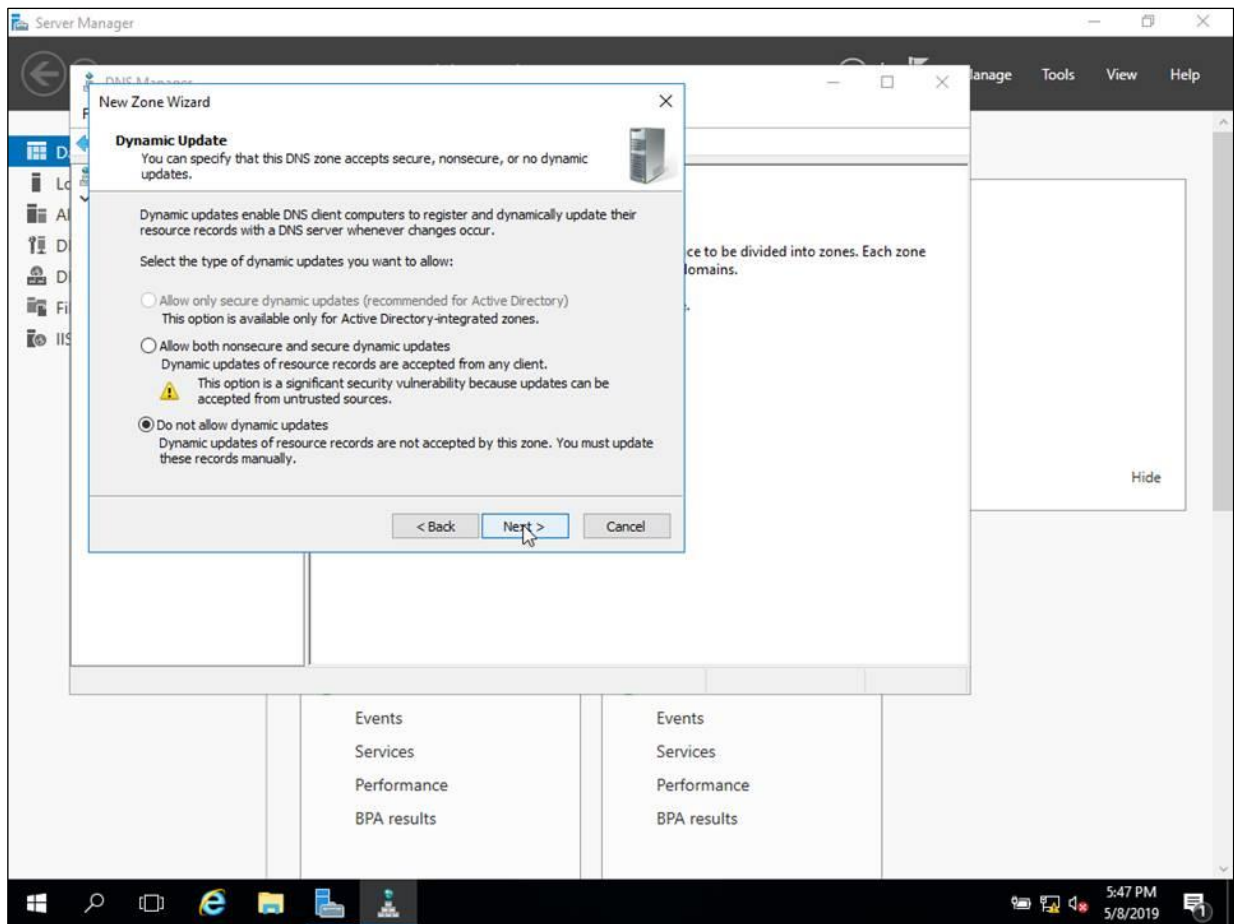 Server Manager
Manage Tools View Help
DNS Manager
New Zone Wizard
Dynamic Update
You can specify that this DNS zone accepts secure, nonsecure, or no dynamic
updates.
Dynamic updates enable DNS client computers to register and dynamically update their
resource records with a DNS server whenever changes occur.
Select the type of dynamic updates you want to allow:
Allow only secure dynamic updates (recommended for Active Directory)
This option is available only for Active Directory-integrated zones.
Allow both nonsecure and secure dynamic updates
Dynamic updates of resource records are accepted from any client.
This option is a significant security vulnerability because updates can be
accepted from untrusted sources.
Do not allow dynamic updates
Dynamic updates of resource records are not accepted by this zone. You must update
these records manually.
< Back Next > Cancel
to be divided into zones. Each zone
domains.
Hide
Events
Services
Performance
BPA results
Events
Services
Performance
BPA results
5:47 PM
5/8/2019
1